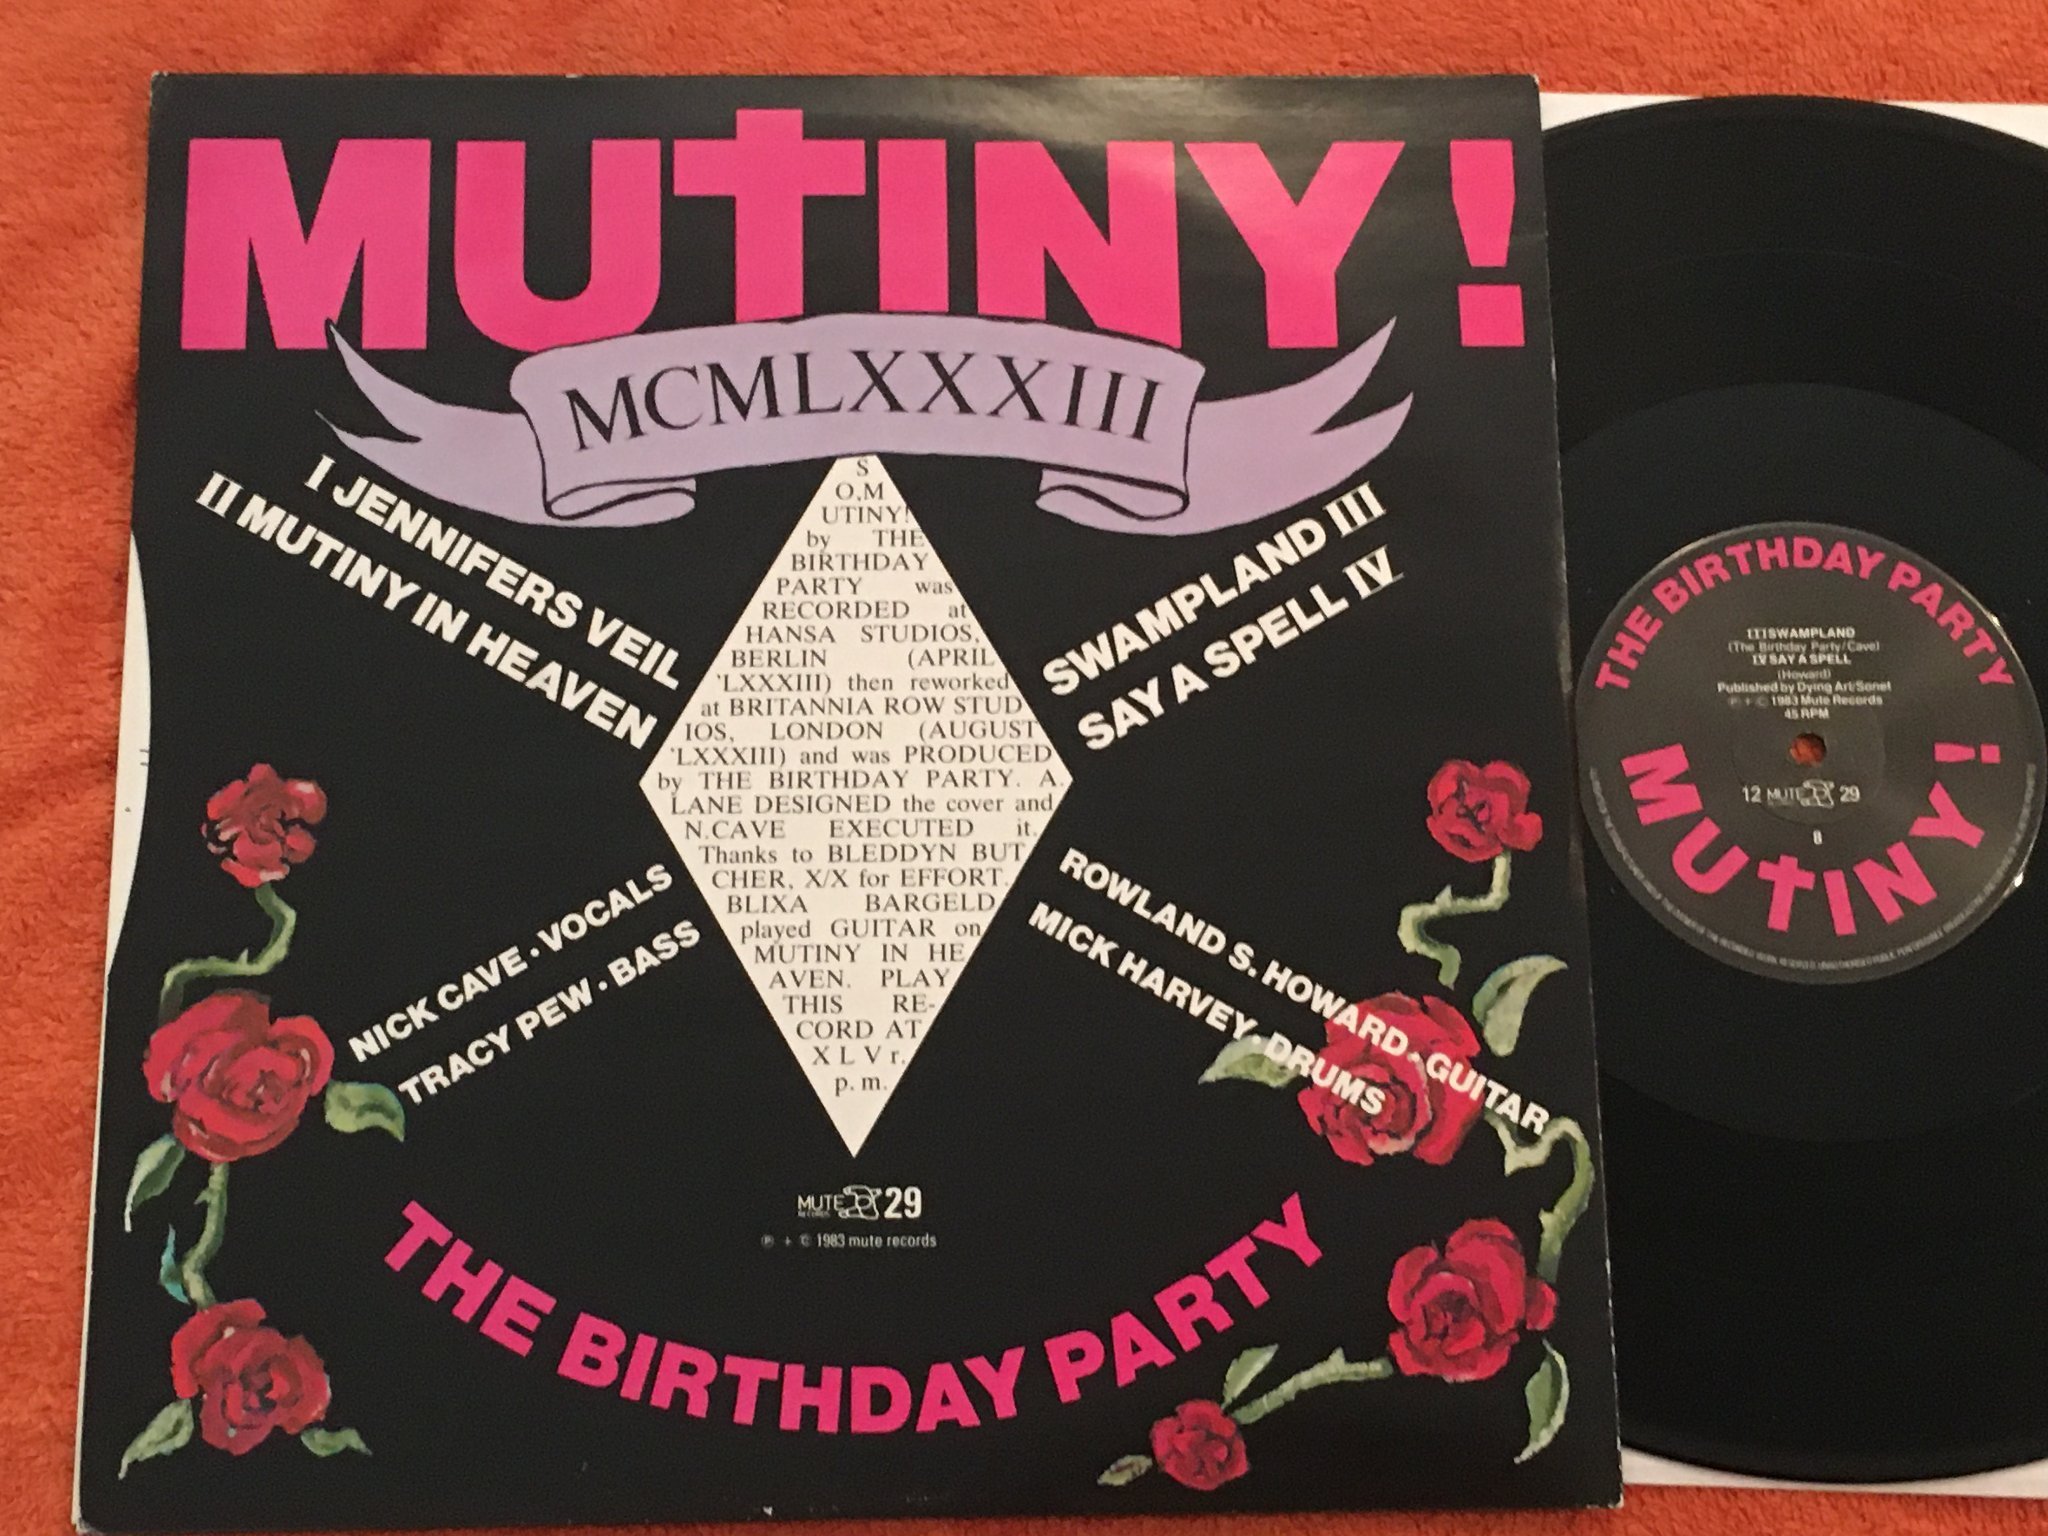 MUTINY!
MCMLXXXIII
I JENNIFERS VEIL
II MUTINY IN HEAVEN
SWAMPLAND III
SAY A SPELL IV
S
O,M
UTINY!
by THE
BIRTHDAY
PARTY was
RECORDED at
HANSA STUDIOS,
BERLIN (APRIL
'LXXXIII) then reworked
at BRITANNIA ROW STUD
IOS, LONDON (AUGUST
'LXXXIII) and was PRODUCED
by THE BIRTHDAY PARTY. A.
LANE DESIGNED the cover and
N.CAVE EXECUTED it.
Thanks to BLEDDYN BUT
CHER, X/X for EFFORT.
BLIXA BARGELD
played GUITAR on
MUTINY IN HE
AVEN. PLAY
THIS RE-
CORD AT
X L V r.
p. m.
NICK CAVE · VOCALS
TRACY PEW · BASS
ROWLAND S. HOWARD · GUITAR
MICK HARVEY · DRUMS
MUTE RECORDS 29
℗ + © 1983 mute records
THE BIRTHDAY PARTY
THE BIRTHDAY PARTY
III SWAMPLAND
(The Birthday Party/Cave)
IV SAY A SPELL
(Howard)
Published by Dying Art/Sonet
℗ + © 1983 Mute Records
45 RPM
12 MUTE 29
MUTINY!